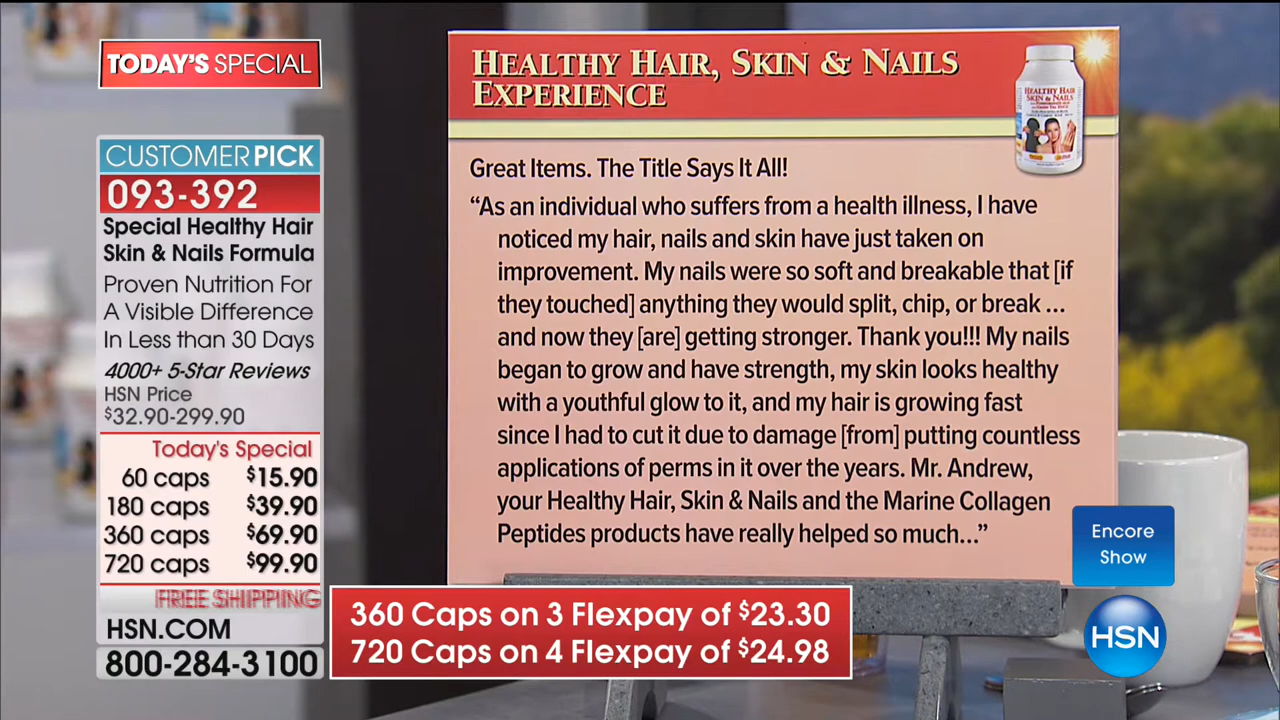 TODAY'S SPECIAL
CUSTOMER PICK
093-392
Special Healthy Hair
Skin & Nails Formula
Proven Nutrition For
A Visible Difference
In Less than 30 Days
4000+ 5-Star Reviews
HSN Price
$32.90-299.90
Today's Special
60 caps $15.90
180 caps $39.90
360 caps $69.90
720 caps $99.90
FREE SHIPPING
HSN.COM
800-284-3100
HEALTHY HAIR, SKIN & NAILS
EXPERIENCE
HEALTHY HAIR
SKIN & NAILS
Great Items. The Title Says It All!
“As an individual who suffers from a health illness, I have
noticed my hair, nails and skin have just taken on
improvement. My nails were so soft and breakable that [if
they touched] anything they would split, chip, or break ...
and now they [are] getting stronger. Thank you!!! My nails
began to grow and have strength, my skin looks healthy
with a youthful glow to it, and my hair is growing fast
since I had to cut it due to damage [from] putting countless
applications of perms in it over the years. Mr. Andrew,
your Healthy Hair, Skin & Nails and the Marine Collagen
Peptides products have really helped so much...”
360 Caps on 3 Flexpay of $23.30
720 Caps on 4 Flexpay of $24.98
Encore
Show
HSN